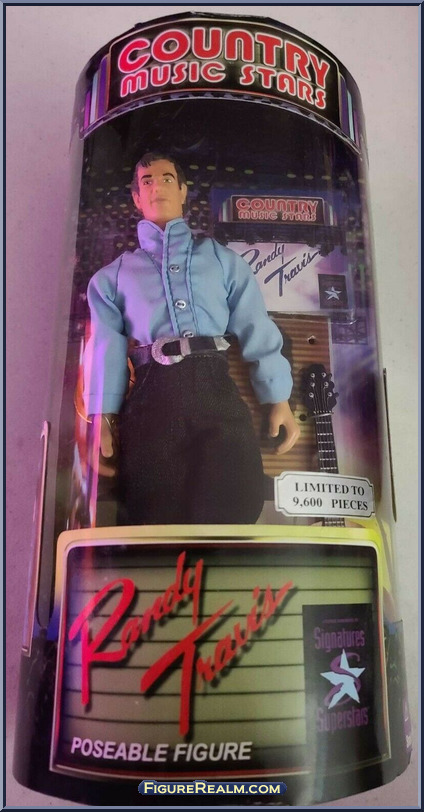 COUNTRY
MUSIC STARS
COUNTRY
MUSIC STARS
Randy
Travis
LIMITED TO
9,600 PIECES
Randy
Travis
Signatures
Superstars
POSEABLE FIGURE
FIGUREREALM.COM